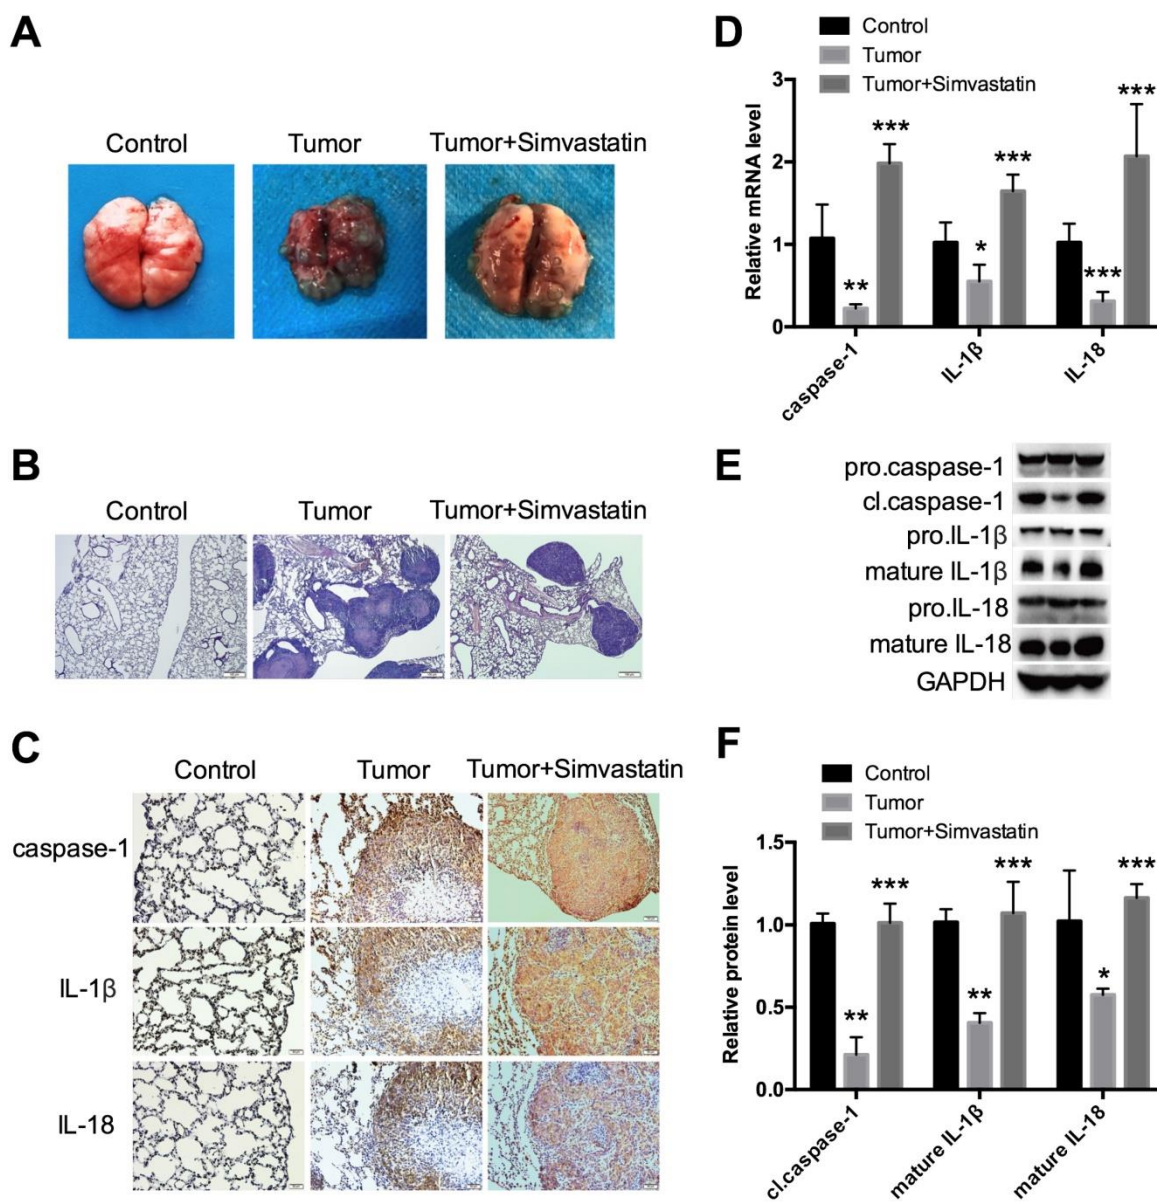 A
Control Tumor Tumor+Simvastatin
B
Control Tumor Tumor+Simvastatin
C
Control Tumor Tumor+Simvastatin
caspase-1
IL-1β
IL-18
D
Control
Tumor
Tumor+Simvastatin
Relative mRNA level
3
2
1
0
** *** * *** *** ***
caspase-1 IL-1β IL-18
E
pro.caspase-1
cl.caspase-1
pro.IL-1β
mature IL-1β
pro.IL-18
mature IL-18
GAPDH
F
Control
Tumor
Tumor+Simvastatin
Relative protein level
1.5
1.0
0.5
0.0
** *** ** *** * ***
cl.caspase-1 mature IL-1β mature IL-18